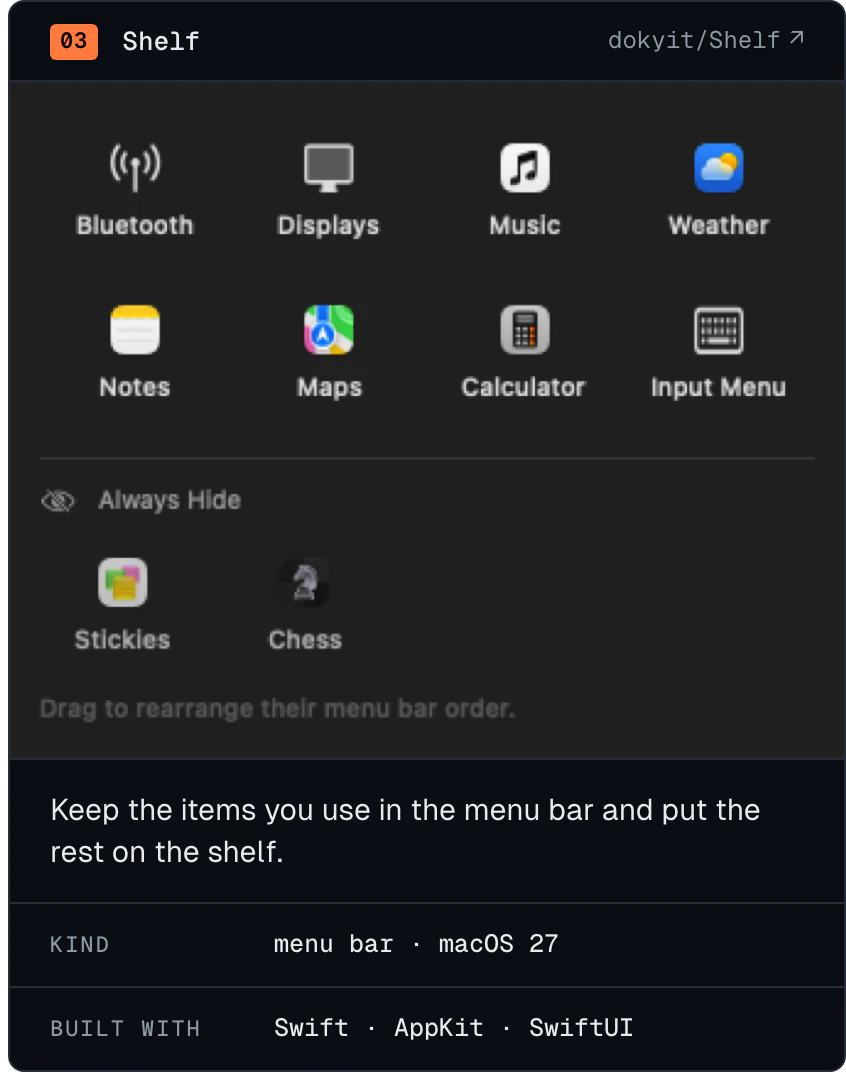 03 Shelf dokyit/Shelf ↗
Bluetooth Displays Music Weather
Notes Maps Calculator Input Menu
Always Hide
Stickies Chess
Drag to rearrange their menu bar order.
Keep the items you use in the menu bar and put the
rest on the shelf.
KIND menu bar · macOS 27
BUILT WITH Swift · AppKit · SwiftUI